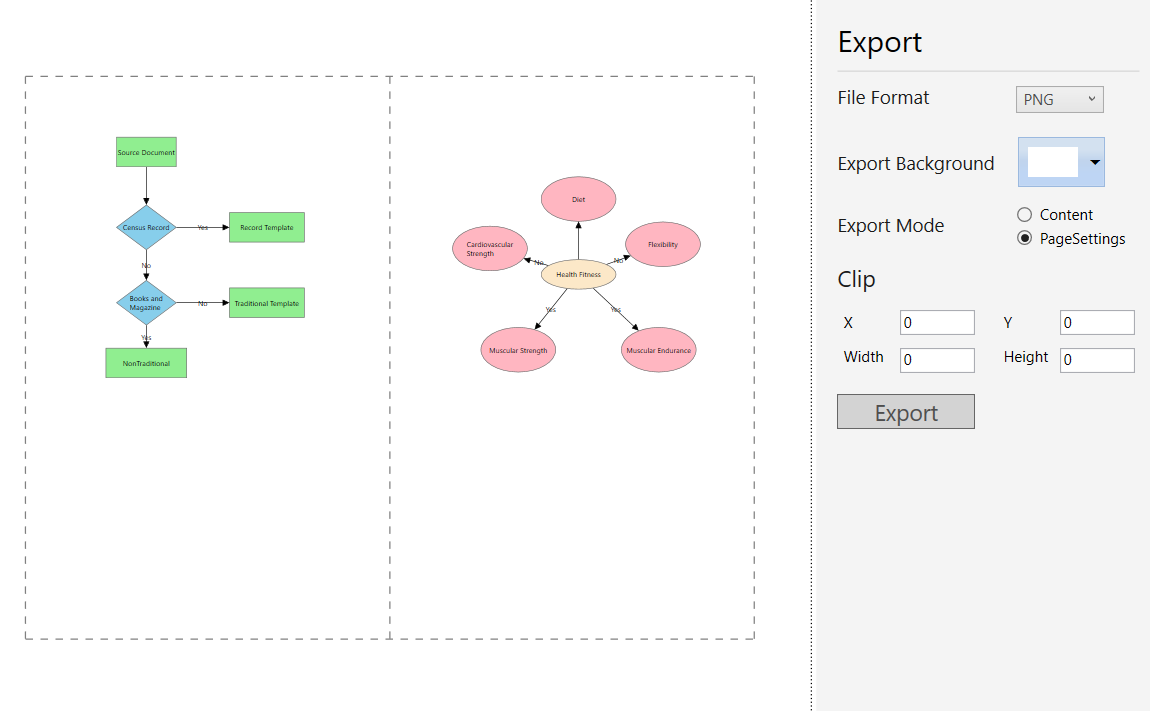 Source Document
Census Record
Yes
Record Template
No
Books and
Magazine
No
Traditional Template
Yes
NonTraditional
Diet
Cardiovascular
Strength
Flexibility
No
No
Health Fitness
Yes
Yes
Muscular Strength
Muscular Endurance
Export
File Format
PNG
Export Background
Export Mode
Content
PageSettings
Clip
X
0
Y
0
Width
0
Height
0
Export